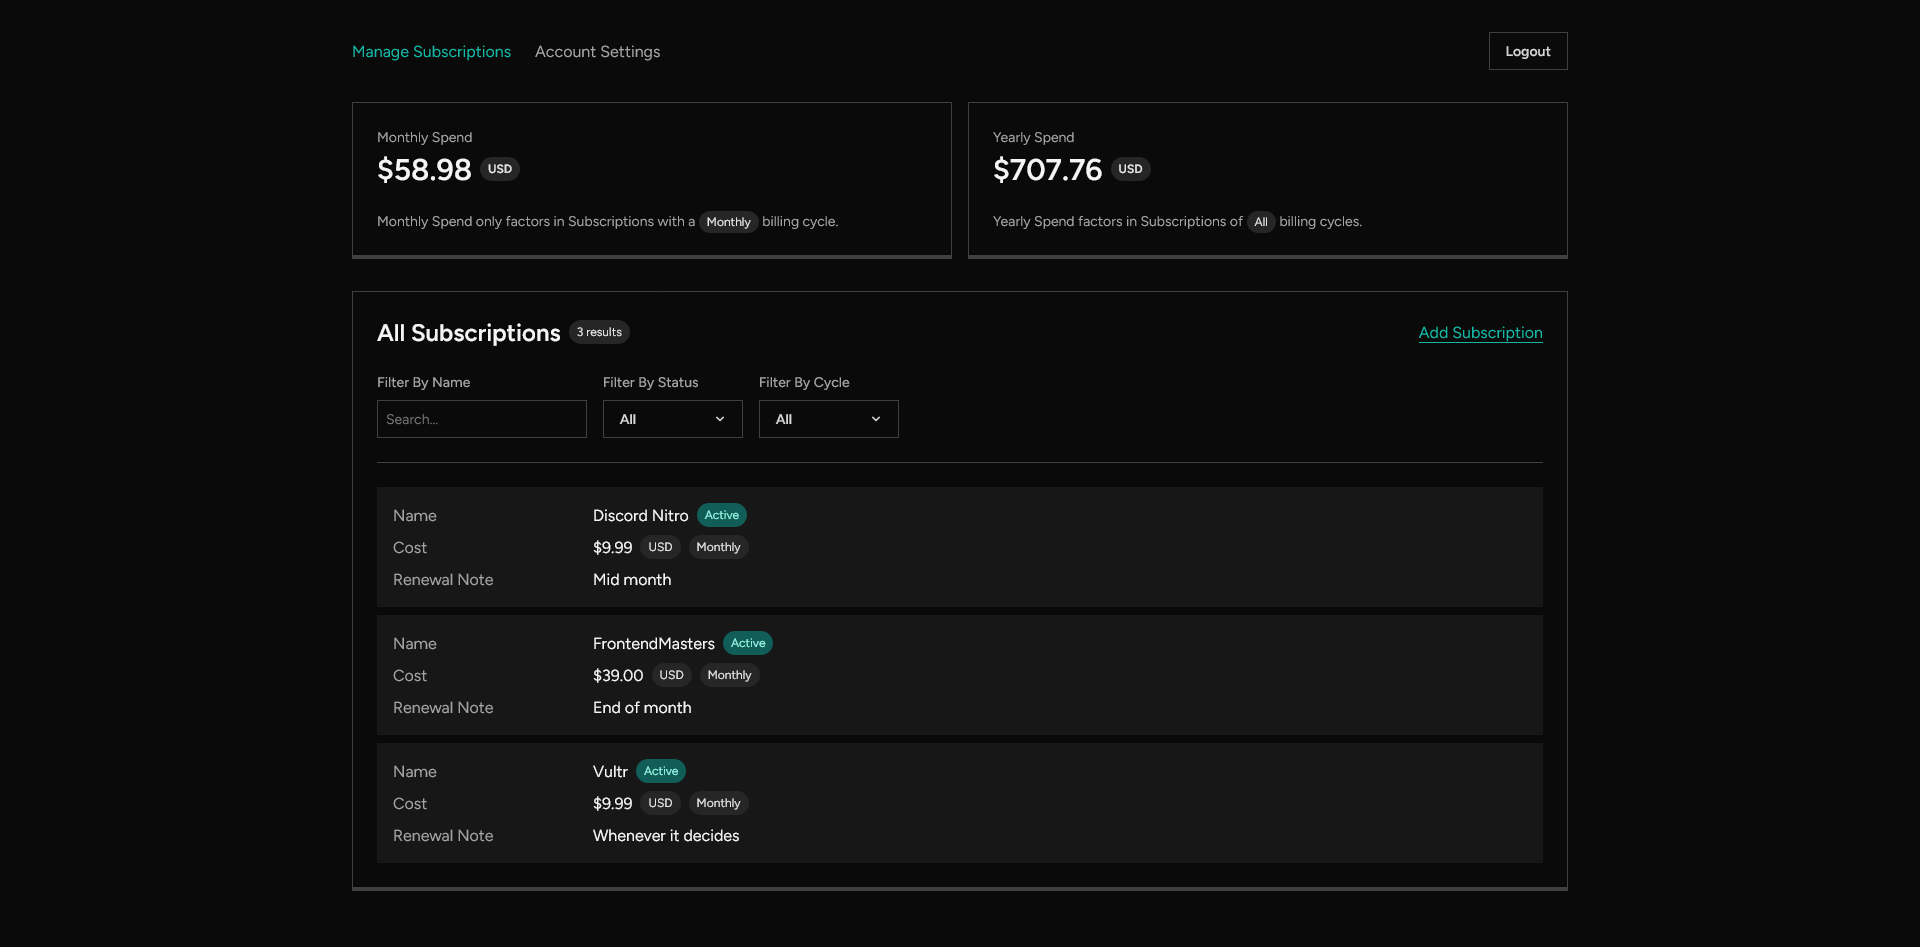 Manage Subscriptions Account Settings Logout
Monthly Spend
$58.98 USD
Monthly Spend only factors in Subscriptions with a Monthly billing cycle.
Yearly Spend
$707.76 USD
Yearly Spend factors in Subscriptions of All billing cycles.
All Subscriptions 3 results Add Subscription
Filter By Name Filter By Status Filter By Cycle
Search... All All
Name Discord Nitro Active
Cost $9.99 USD Monthly
Renewal Note Mid month
Name FrontendMasters Active
Cost $39.00 USD Monthly
Renewal Note End of month
Name Vultr Active
Cost $9.99 USD Monthly
Renewal Note Whenever it decides